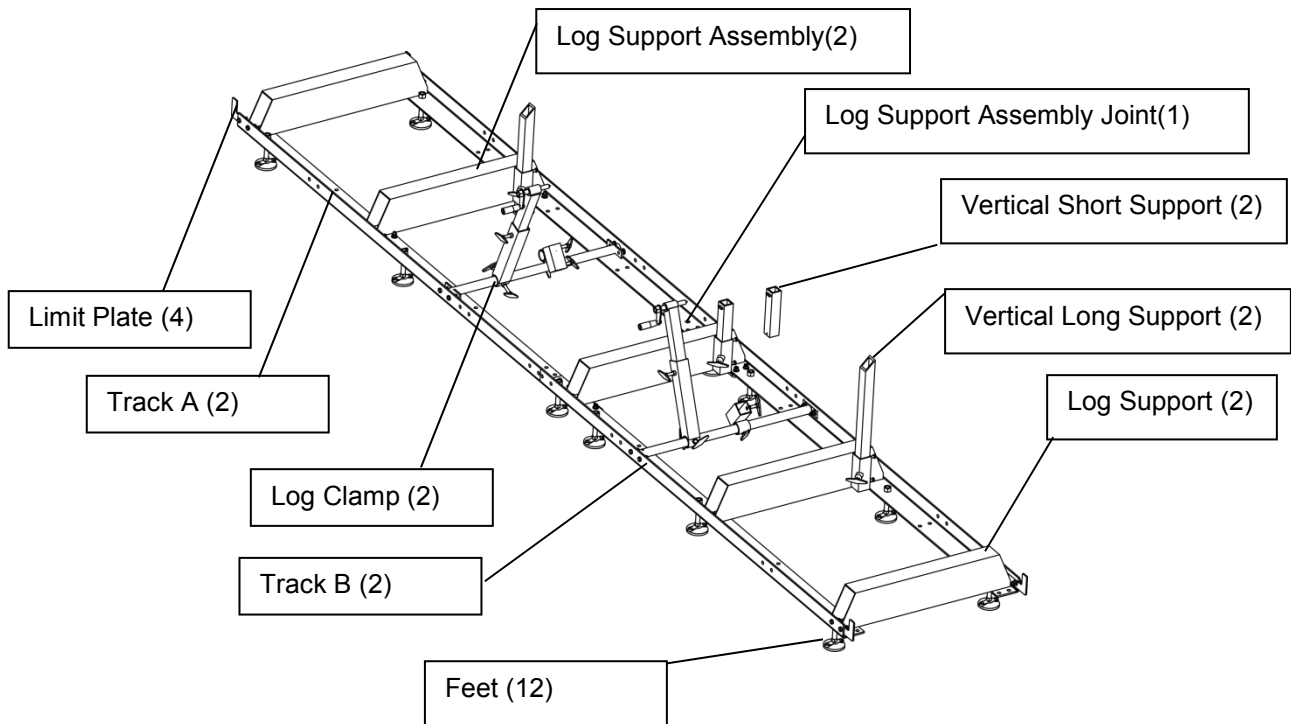 Log Support Assembly(2)
Log Support Assembly Joint(1)
Vertical Short Support (2)
Vertical Long Support (2)
Log Support (2)
Limit Plate (4)
Track A (2)
Log Clamp (2)
Track B (2)
Feet (12)